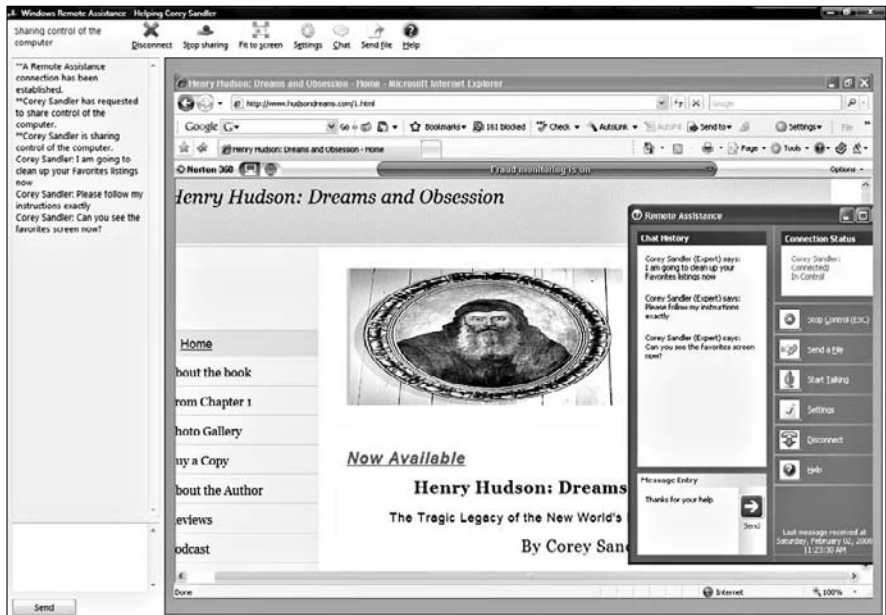 Windows Remote Assistance - Helping Corey Sandler
Sharing control of the
computer
Disconnect Stop sharing Fit to screen Settings Chat Send file Help
**A Remote Assistance
connection has been
established.
**Corey Sandler has requested
to share control of the
computer.
**Corey Sandler is sharing
control of the computer.
Corey Sandler: I am going to
clean up your Favorites listings
now
Corey Sandler: Please follow my
instructions exactly
Corey Sandler: Can you see the
favorites screen now?
Send
Henry Hudson: Dreams and Obsession - Home - Microsoft Internet Explorer
http://www.hudsondreams.com/1.html
Google
Google G Go Bookmarks 161 blocked Check AutoLink AutoFill Send to Settings
Henry Hudson: Dreams and Obsession - Home
Page Tools
Norton 360 Fraud monitoring is on Options
Henry Hudson: Dreams and Obsession
Home
bout the book
rom Chapter 1
hoto Gallery
uy a Copy
bout the Author
eviews
odcast
Now Available
Henry Hudson: Dreams
The Tragic Legacy of the New World's
By Corey San
Done
Internet
100%
Remote Assistance
Chat History
Corey Sandler (Expert) says:
I am going to clean up your
Favorites listings now
Corey Sandler (Expert) says:
Please follow my instructions
exactly
Corey Sandler (Expert) says:
Can you see the favorites screen
now?
Message Entry
Thanks for your help
Send
Connection Status
Corey Sandler:
Connected/
In Control
Stop Control (ESC)
Send a File
Start Talking
Settings
Disconnect
Help
Last message received at
Saturday, February 02, 2008
11:23:30 AM